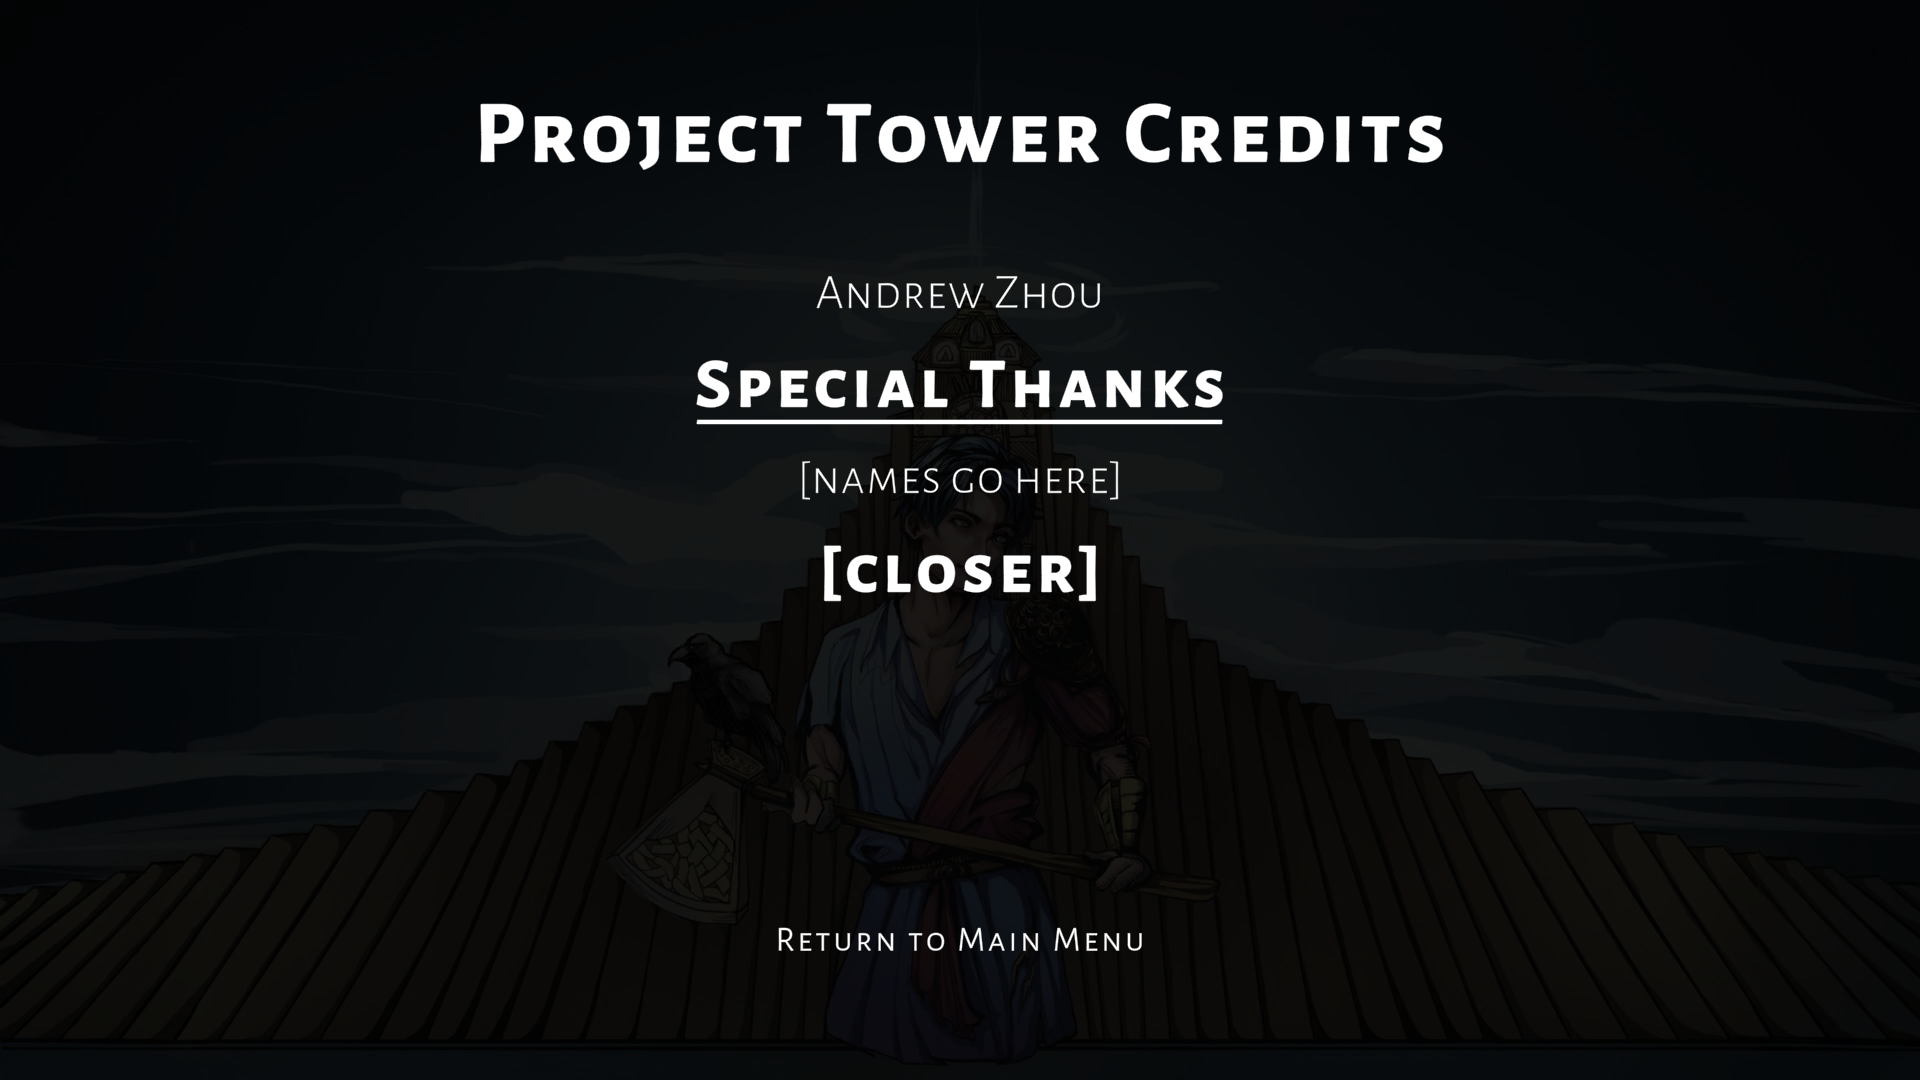 Project Tower Credits
Andrew Zhou
Special Thanks
[names go here]
[closer]
Return to Main Menu